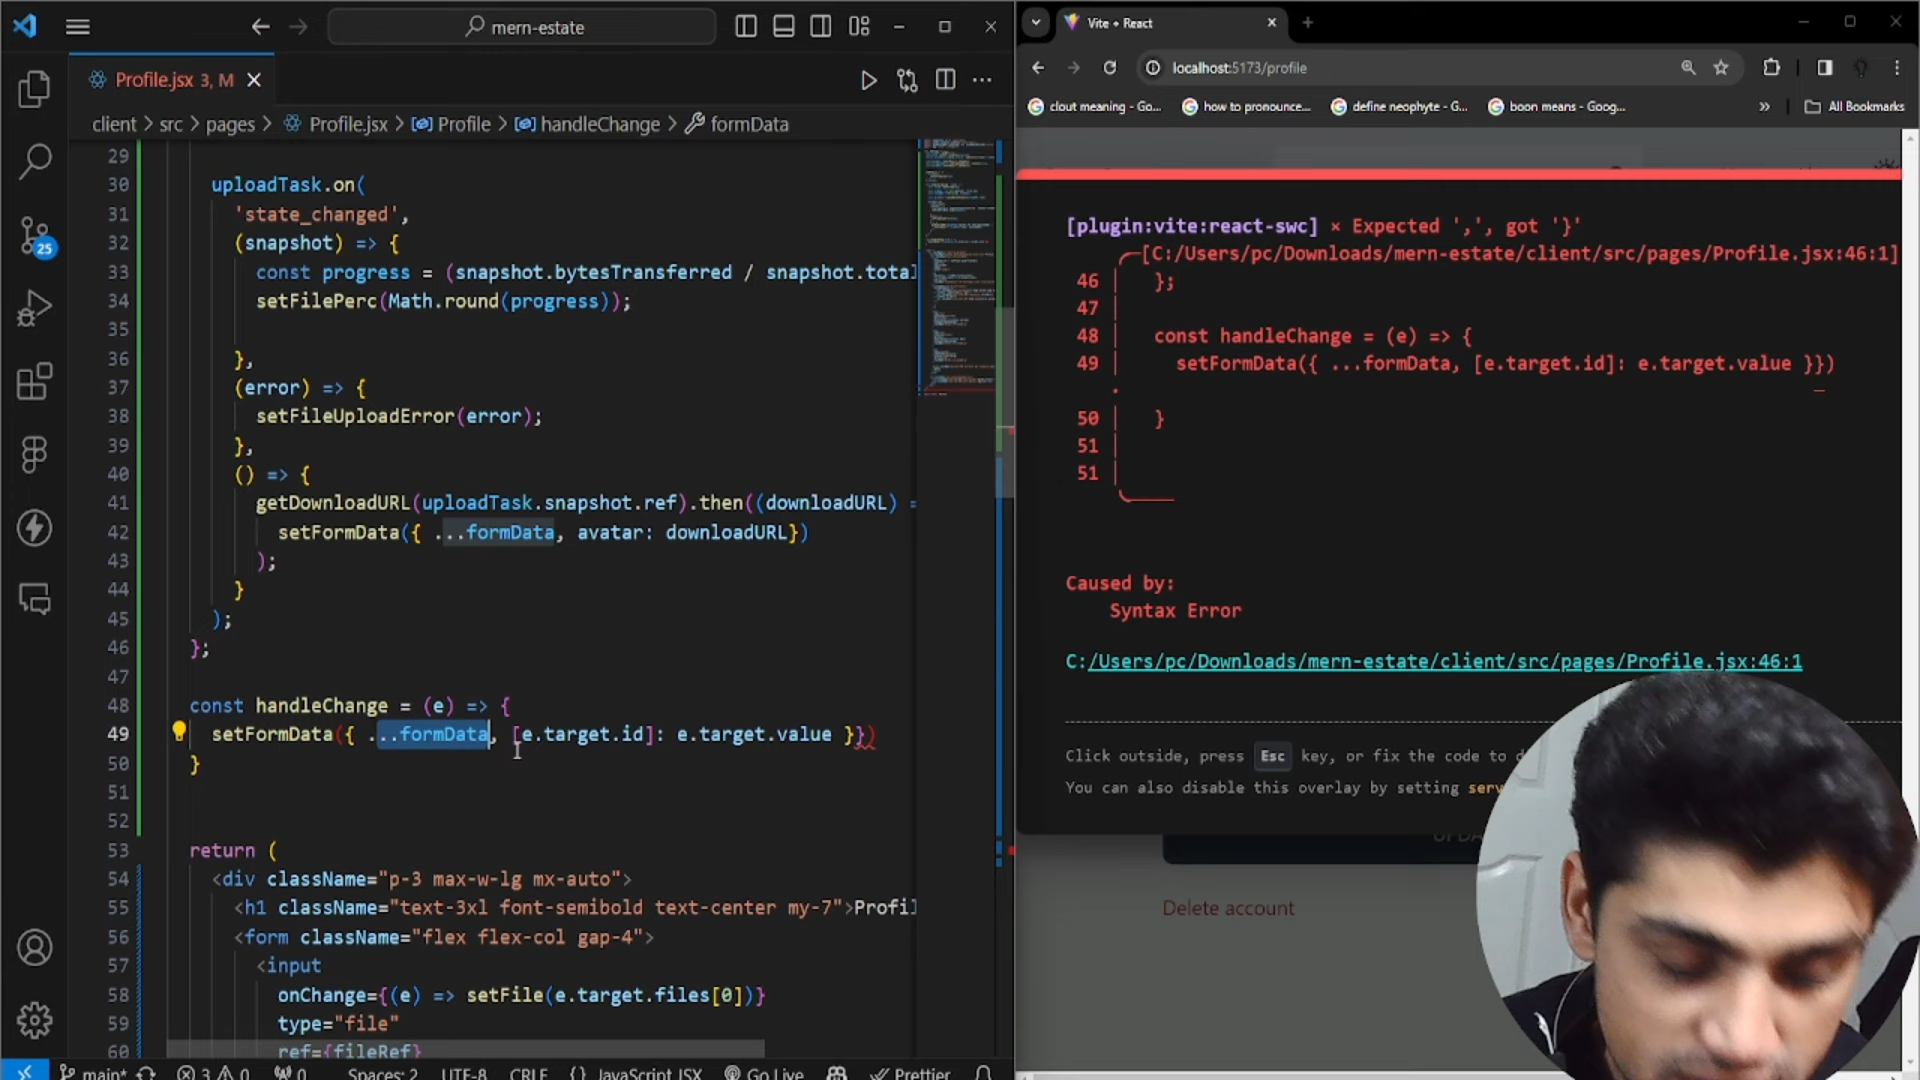 mern-estate
Profile.jsx 3, M
client > src > pages > Profile.jsx > Profile > handleChange > formData
29
30 uploadTask.on(
31 'state_changed',
32 (snapshot) => {
33 const progress = (snapshot.bytesTransferred / snapshot.total
34 setFilePerc(Math.round(progress));
35
36 },
37 (error) => {
38 setFileUploadError(error);
39 },
40 () => {
41 getDownloadURL(uploadTask.snapshot.ref).then((downloadURL) =
42 setFormData({ ...formData, avatar: downloadURL})
43 );
44 }
45 );
46 };
47
48 const handleChange = (e) => {
49 setFormData({ ...formData, [e.target.id]: e.target.value }})
50 }
51
52
53 return (
54 <div className="p-3 max-w-lg mx-auto">
55 <h1 className="text-3xl font-semibold text-center my-7">Profil
56 <form className="flex flex-col gap-4">
57 <input
58 onChange={(e) => setFile(e.target.files[0])}
59 type="file"
60 ref={fileRef}
25
main* 3 0 0 Spaces: 2 UTF-8 CRLF {} JavaScript JSX Go Live Prettier
Vite + React
localhost:5173/profile
clout meaning - Go... how to pronounce... define neophyte - G... boon means - Goog... » All Bookmarks
[plugin:vite:react-swc] × Expected ',', got '}'
[C:/Users/pc/Downloads/mern-estate/client/src/pages/Profile.jsx:46:1]
46 };
47
48 const handleChange = (e) => {
49 setFormData({ ...formData, [e.target.id]: e.target.value }})
50 }
51
51
Caused by:
Syntax Error
C:/Users/pc/Downloads/mern-estate/client/src/pages/Profile.jsx:46:1
Click outside, press Esc key, or fix the code to
You can also disable this overlay by setting
Delete account